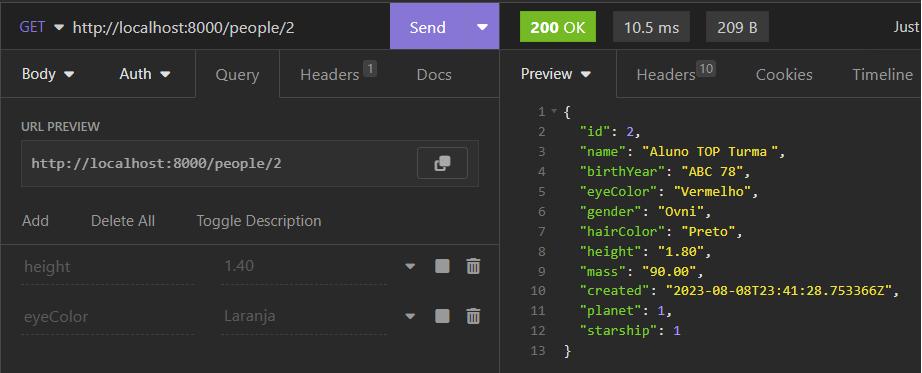 GET http://localhost:8000/people/2 Send
Body Auth Query Headers 1 Docs
URL PREVIEW
http://localhost:8000/people/2
Add Delete All Toggle Description
height 1.40
eyeColor Laranja
200 OK 10.5 ms 209 B Just
Preview Headers 10 Cookies Timeline
1 {
2 "id": 2,
3 "name": "Aluno TOP Turma ",
4 "birthYear": "ABC 78",
5 "eyeColor": "Vermelho",
6 "gender": "Ovni",
7 "hairColor": "Preto",
8 "height": "1.80",
9 "mass": "90.00",
10 "created": "2023-08-08T23:41:28.753366Z",
11 "planet": 1,
12 "starship": 1
13 }